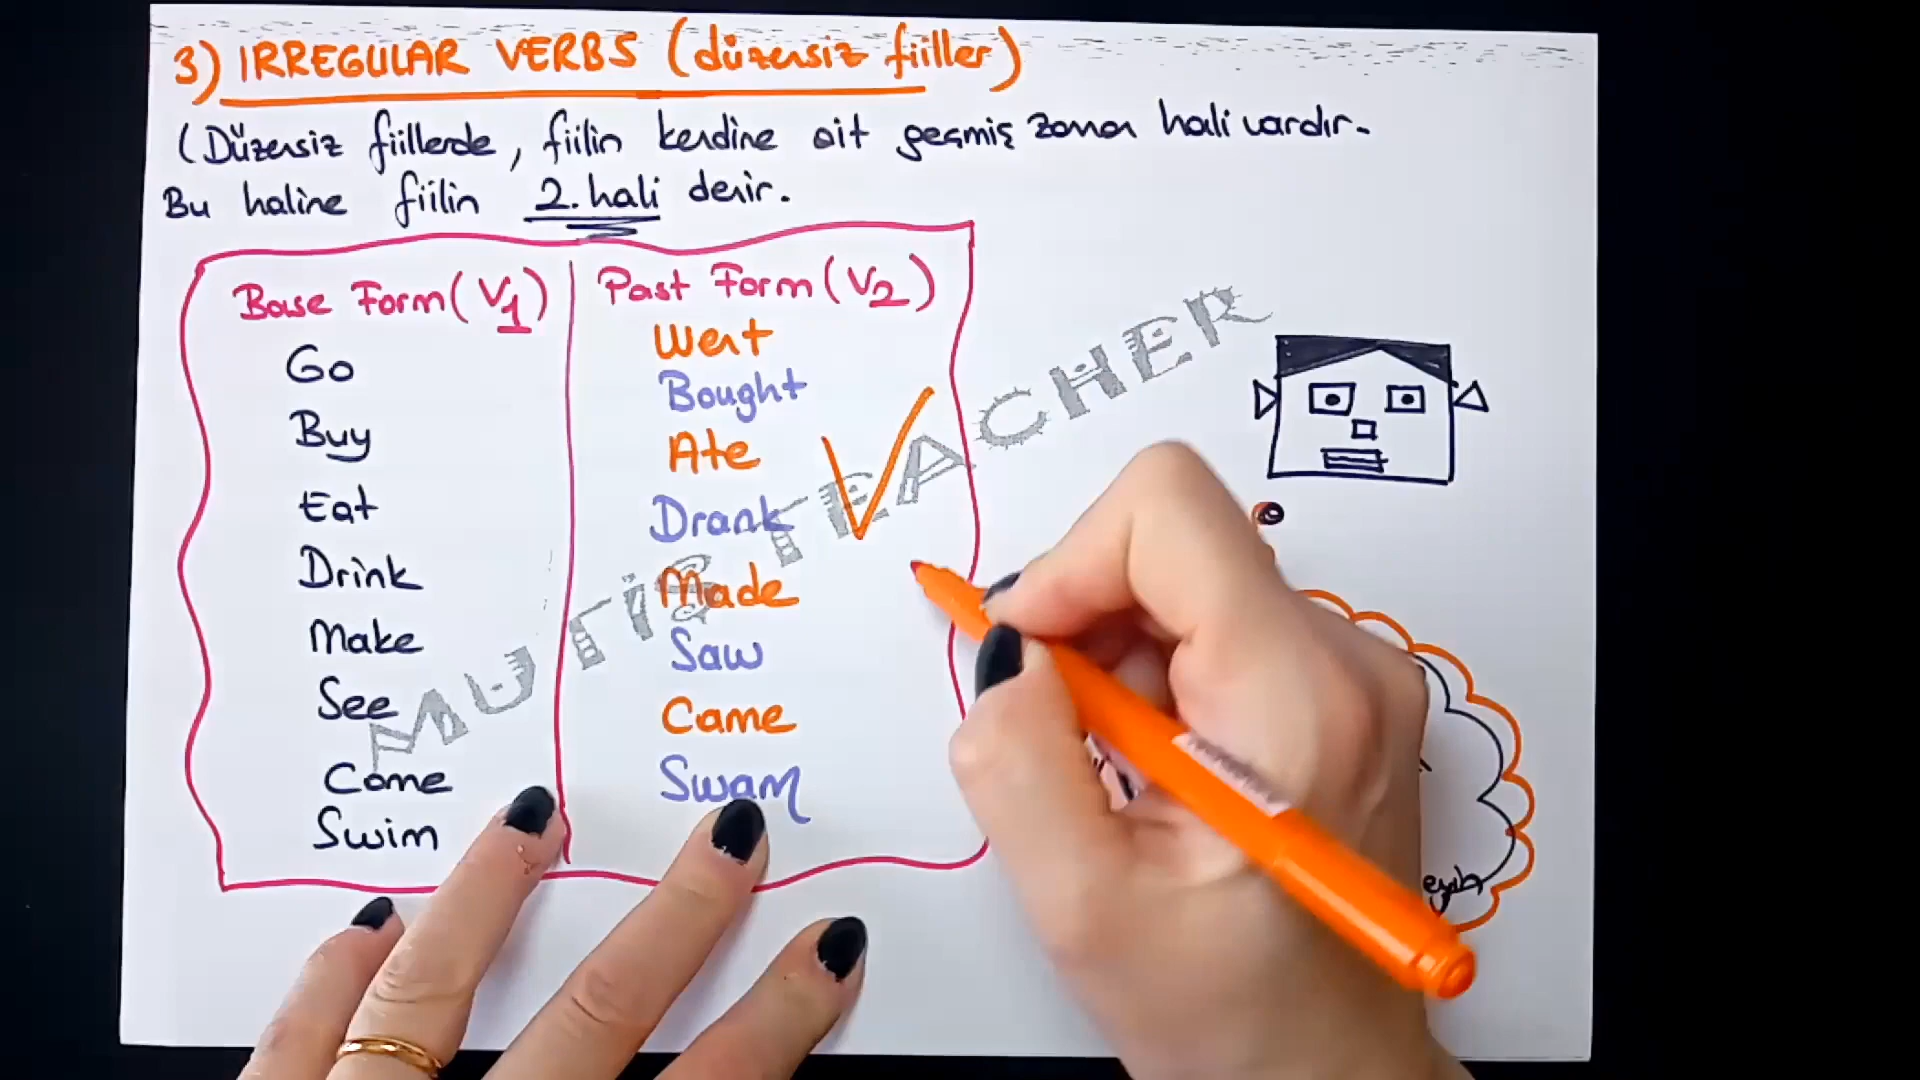 3) IRREGULAR VERBS (düzensiz fiiller)
(Düzensiz fiillerde, fiilin kendine ait geçmiş zaman hali vardır.
Bu haline fiilin 2. hali denir.
Base Form (V1) Past Form (V2)
Go Went
Buy Bought
Eat Ate
Drink Drank
Make Made
See Saw
Come Came
Swim Swam
MUTIS TEACHER